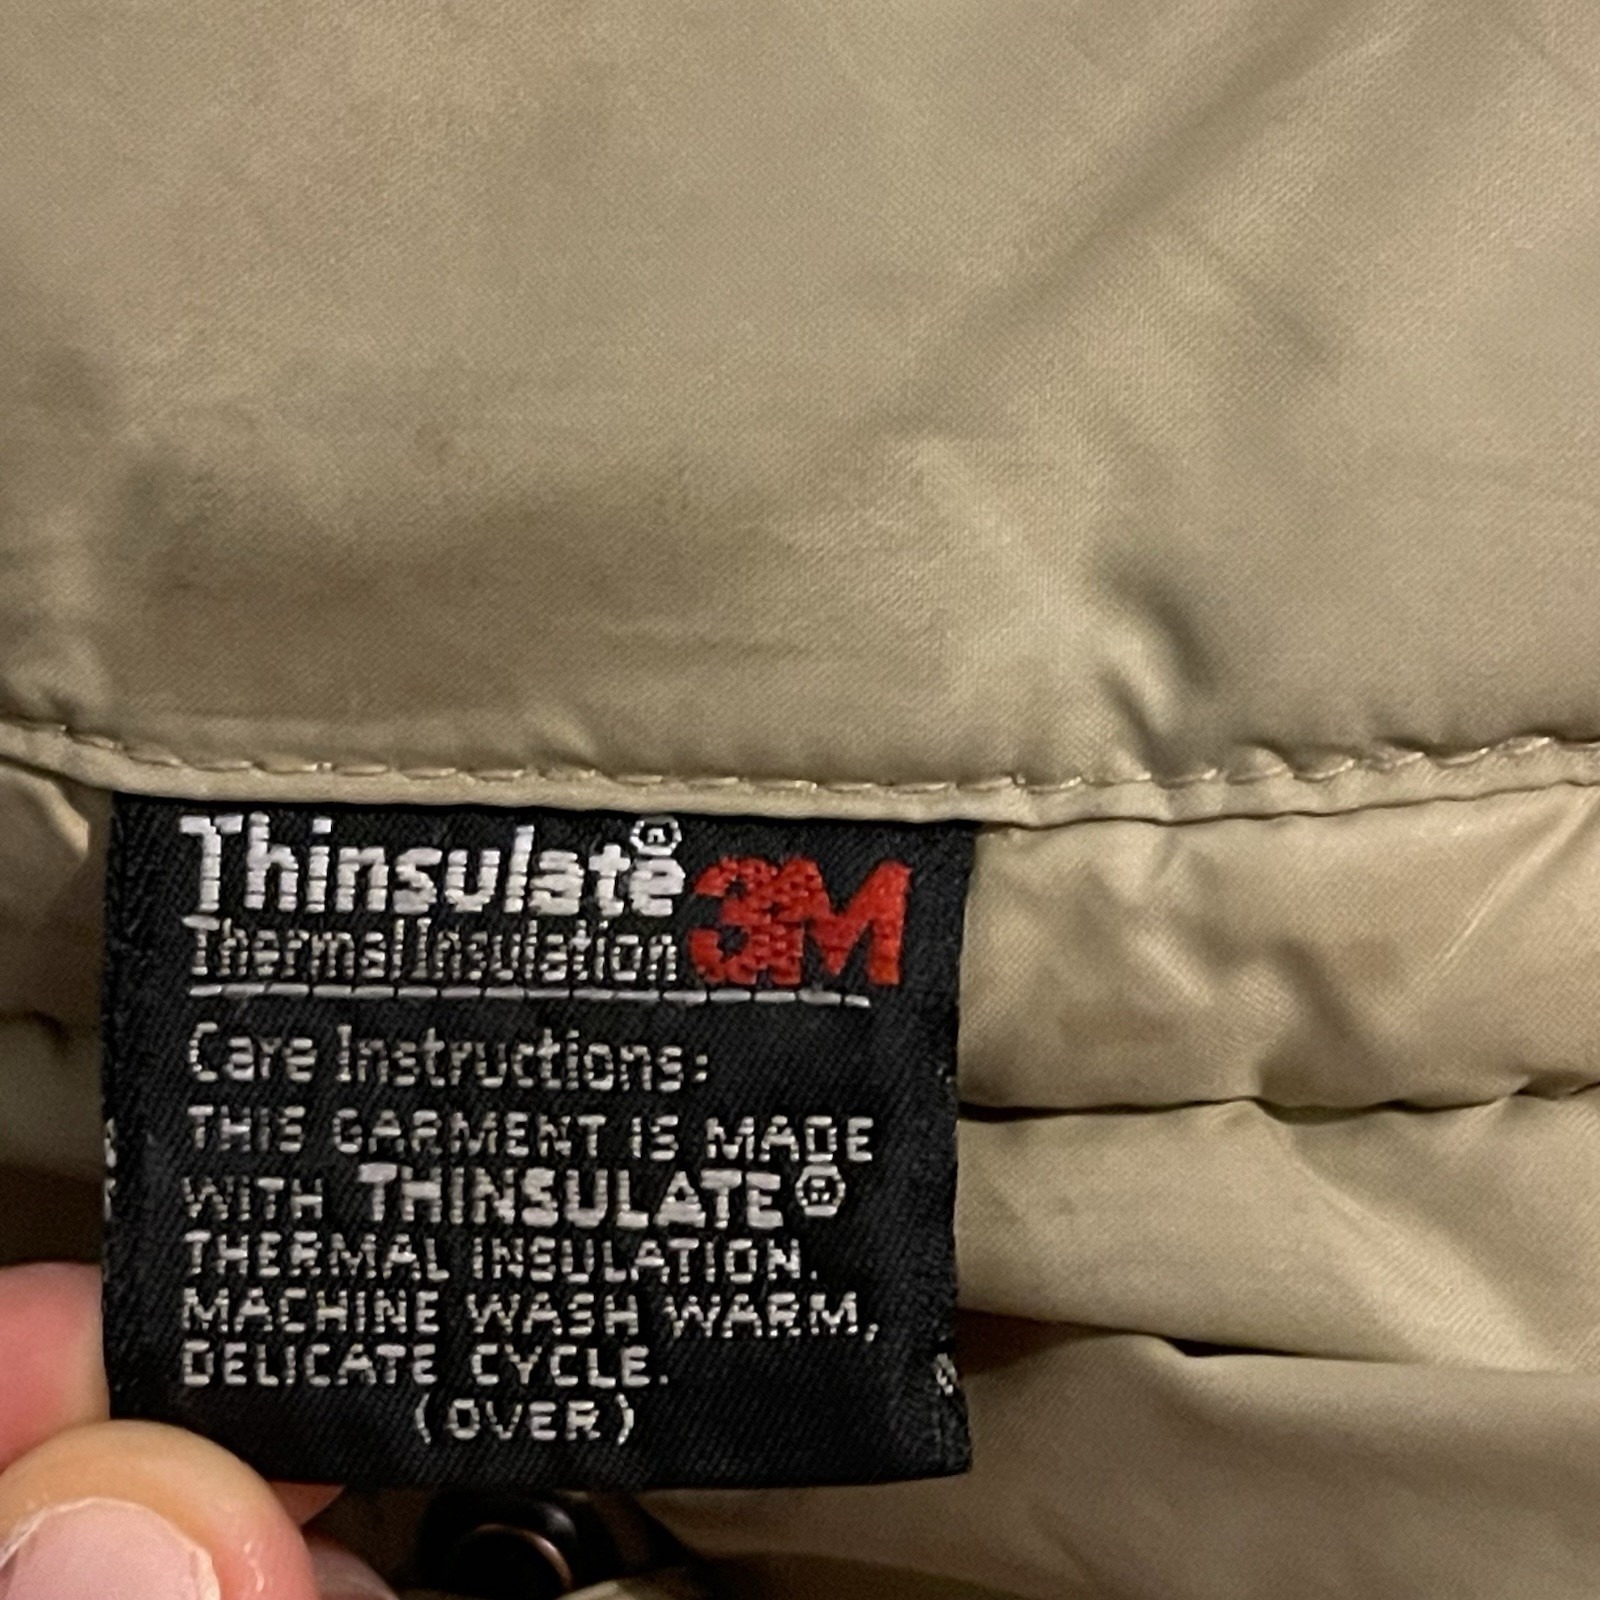 Thinsulate® 3M
Thermal Insulation
Care Instructions:
THIS GARMENT IS MADE
WITH THINSULATE®
THERMAL INSULATION.
MACHINE WASH WARM,
DELICATE CYCLE.
(OVER)